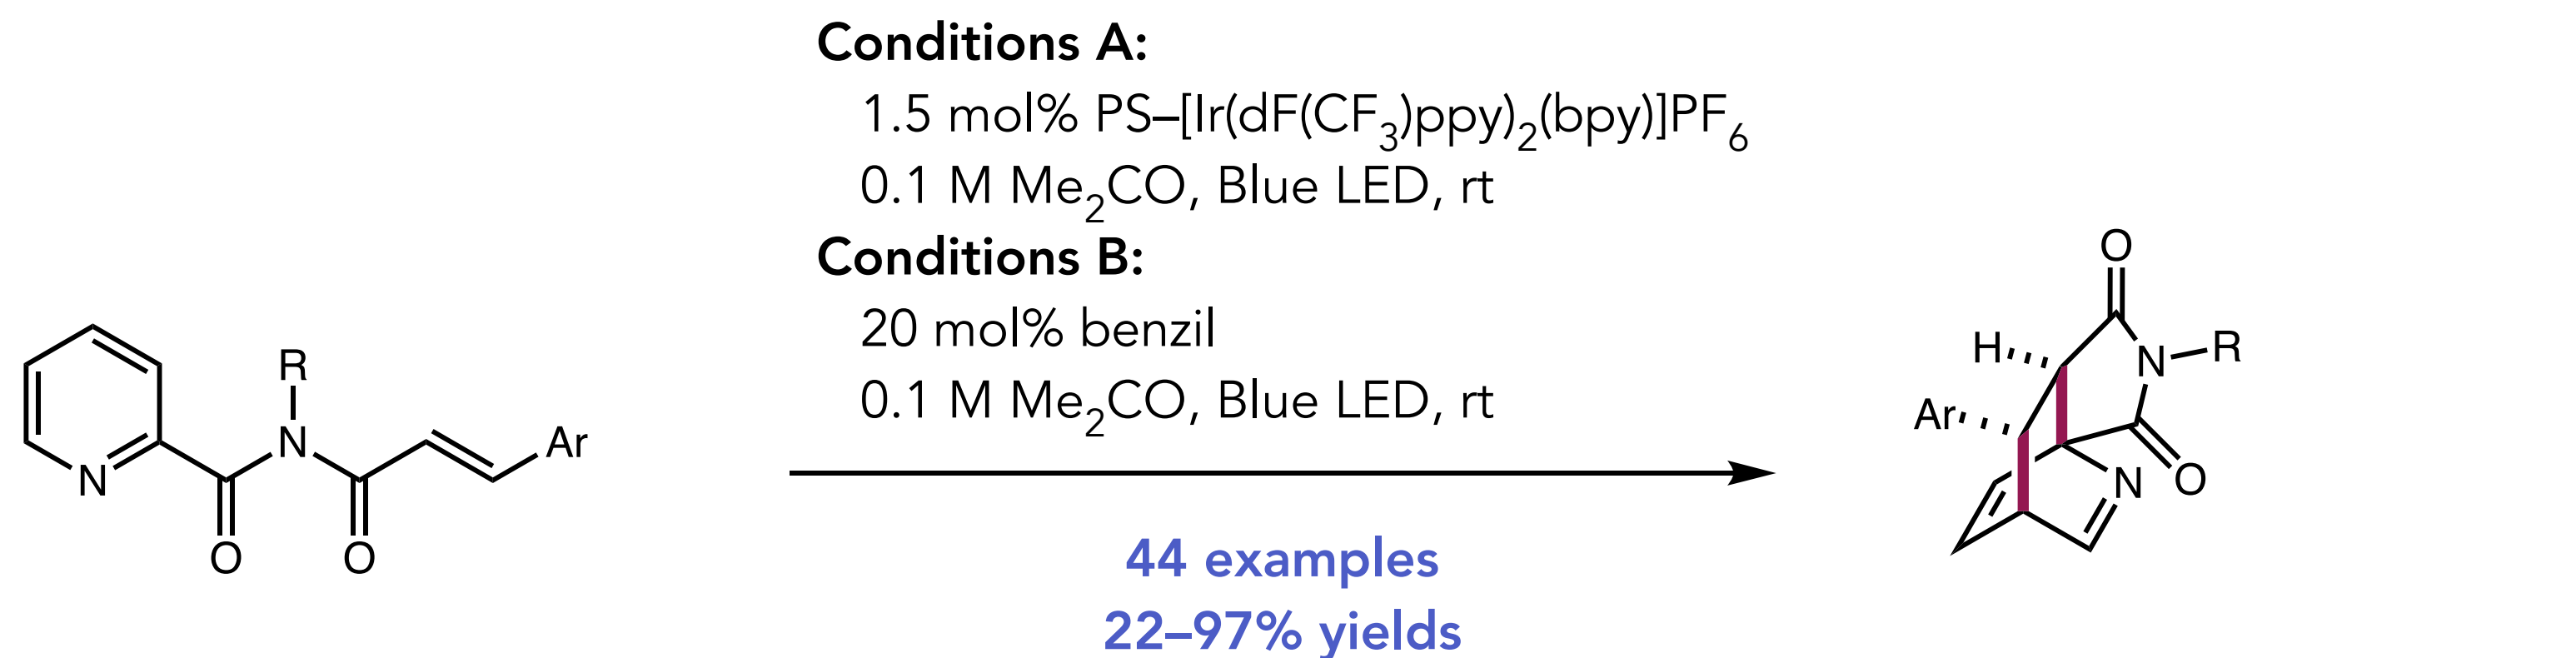 Conditions A:
1.5 mol% PS–[Ir(dF(CF3)ppy)2(bpy)]PF6
0.1 M Me2CO, Blue LED, rt
Conditions B:
20 mol% benzil
0.1 M Me2CO, Blue LED, rt
44 examples
22–97% yields
R
N
N
Ar
O
O
O
H
N
R
Ar
N
O